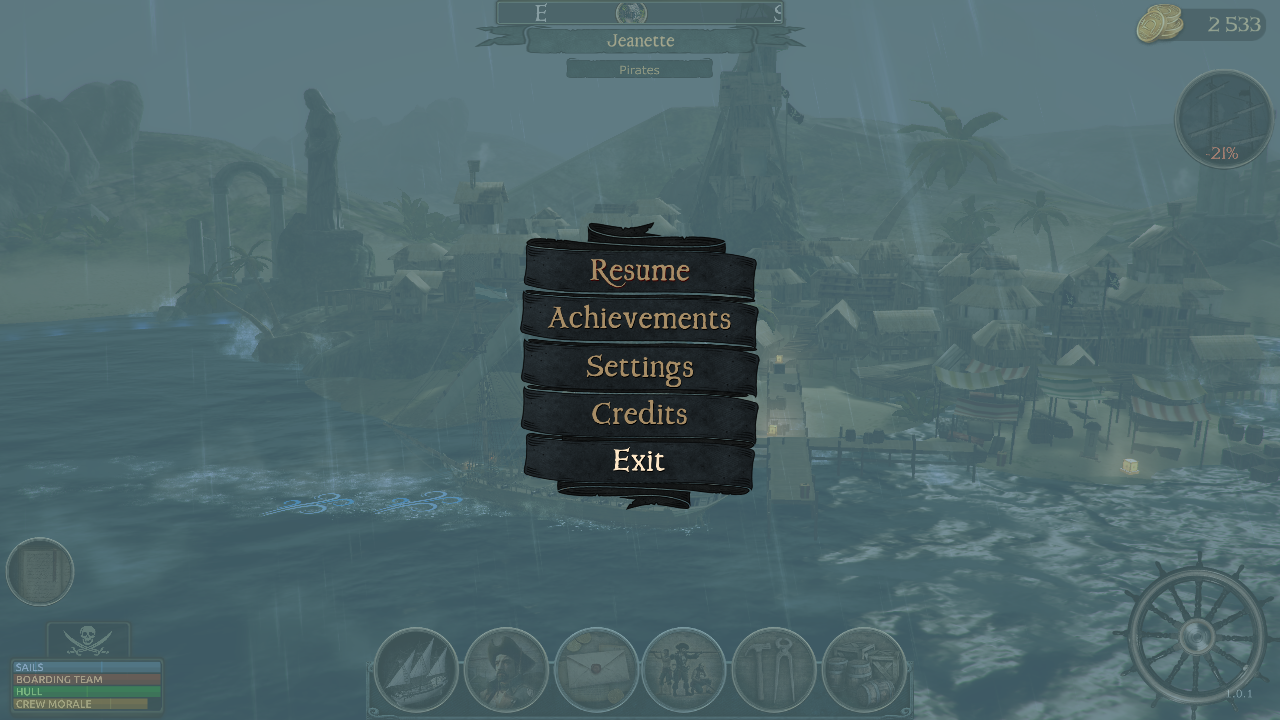 E
S
Jeanette
Pirates
2 533
-21%
Resume
Achievements
Settings
Credits
Exit
SAILS
BOARDING TEAM
HULL
CREW MORALE
1.0.1